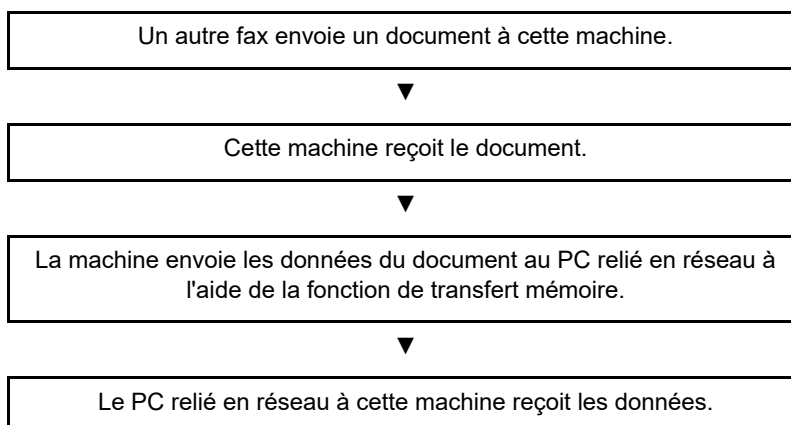 Un autre fax envoie un document à cette machine.
▼
Cette machine reçoit le document.
▼
La machine envoie les données du document au PC relié en réseau à
l'aide de la fonction de transfert mémoire.
▼
Le PC relié en réseau à cette machine reçoit les données.